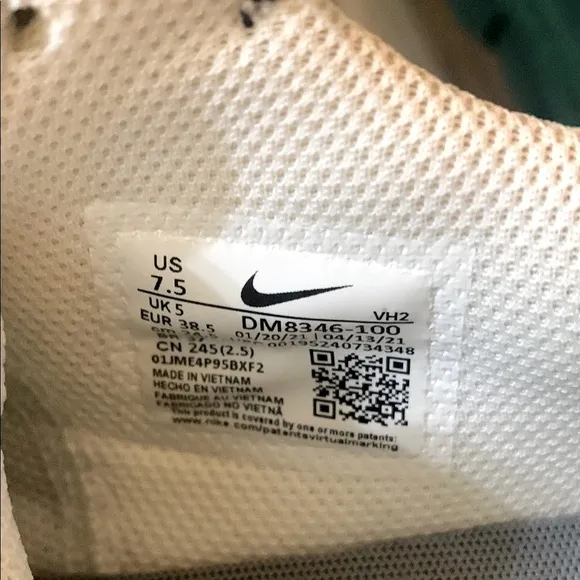 US
7.5
UK 5
EUR 38.5
VH2
DM8346-100
01/20/21 | 04/13/21
00195240734348
CN 245(2.5)
01JME4P95BXF2
MADE IN VIETNAM
HECHO EN VIETNAM
FABRIQUE AU VIETNAM
FABRICADO NO VIETNÃ
This product is covered by one or more patents:
www.nike.com/patentsvirtualmarking